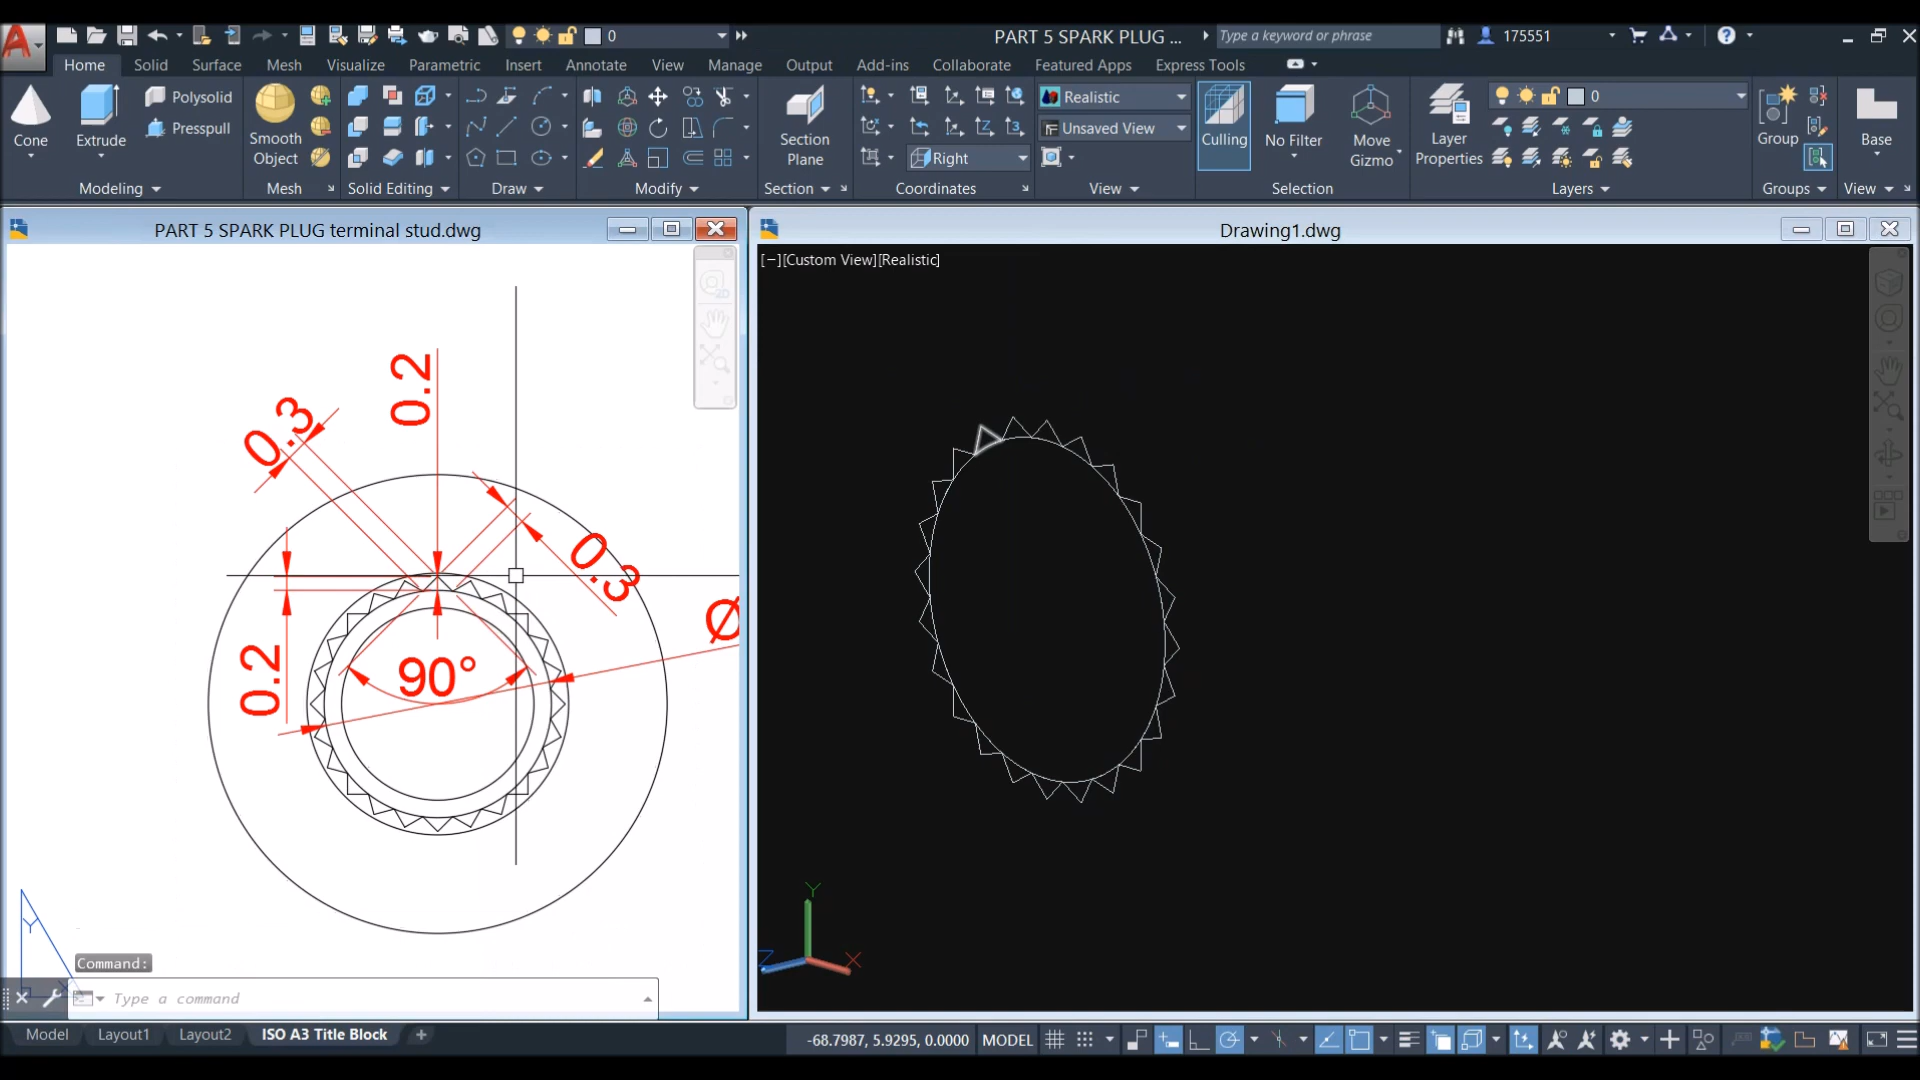 0
PART 5 SPARK PLUG ...
Type a keyword or phrase
175551
Home
Solid
Surface
Mesh
Visualize
Parametric
Insert
Annotate
View
Manage
Output
Add-ins
Collaborate
Featured Apps
Express Tools
Cone
Extrude
Polysolid
Presspull
Smooth
Object
Section
Plane
Right
Realistic
Unsaved View
Culling
No Filter
Move
Gizmo
Layer
Properties
0
Group
Base
Modeling
Mesh
Solid Editing
Draw
Modify
Section
Coordinates
View
Selection
Layers
Groups
View
PART 5 SPARK PLUG terminal stud.dwg
Drawing1.dwg
[−][Custom View][Realistic]
0.2
0.3
0.3
Ø
0.2
90°
Y
Y
Z
X
Command:
Type a command
Model
Layout1
Layout2
ISO A3 Title Block
-68.7987, 5.9295, 0.0000
MODEL